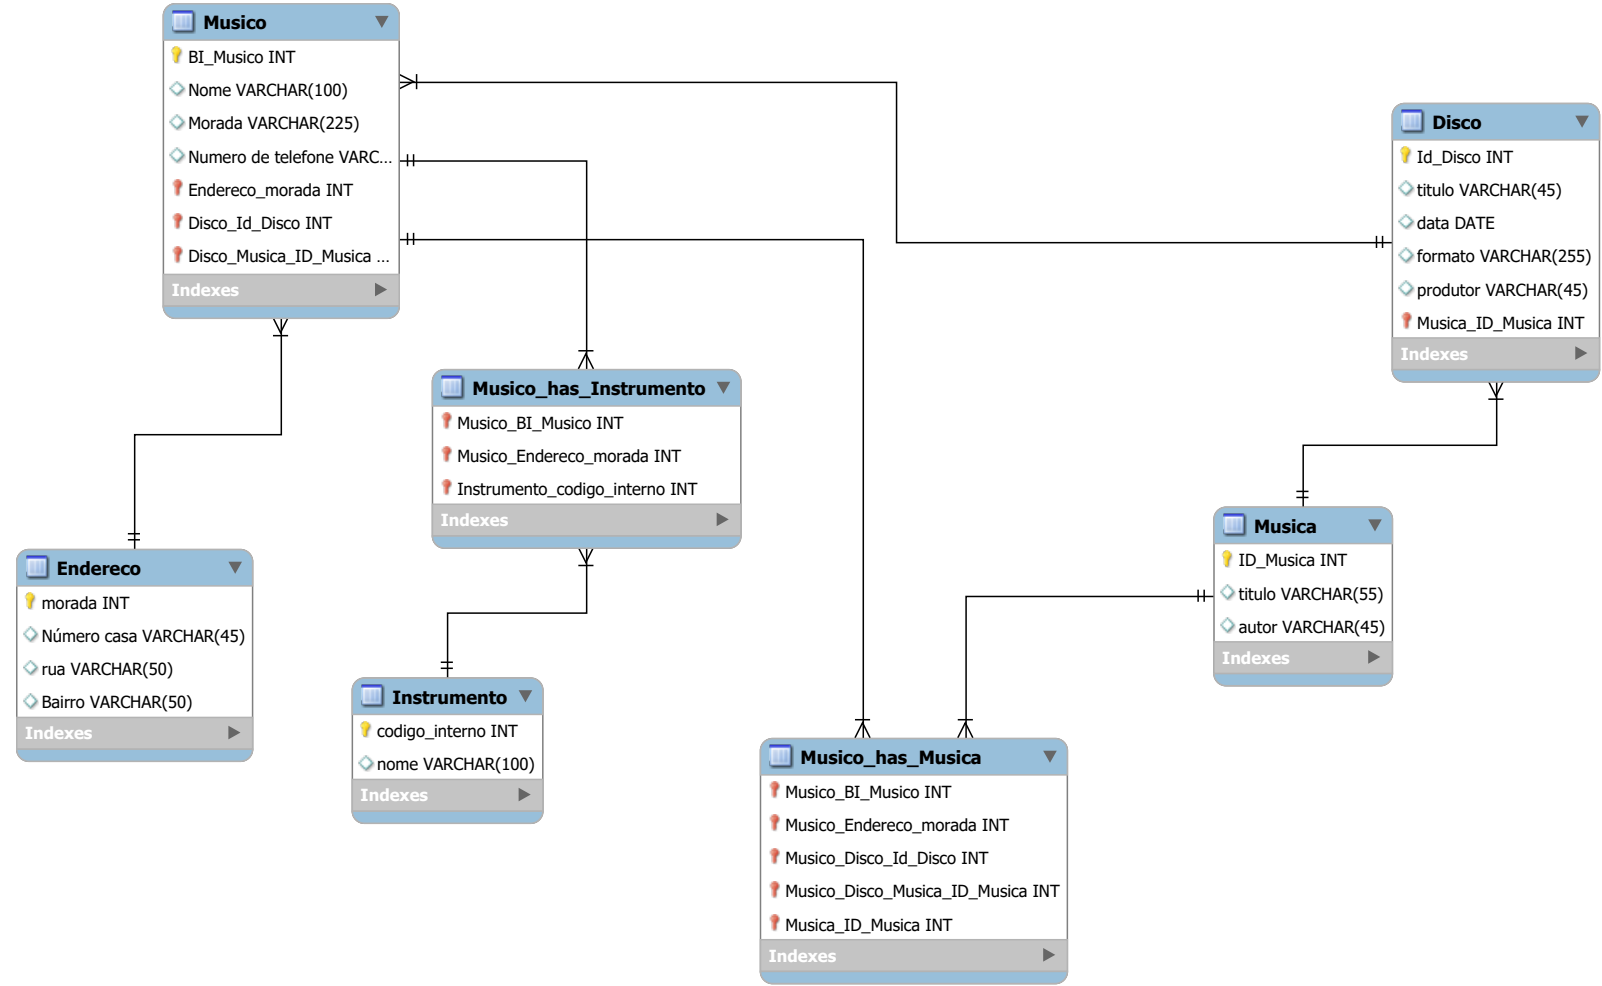 Musico
BI_Musico INT
Nome VARCHAR(100)
Morada VARCHAR(225)
Numero de telefone VARC...
Endereco_morada INT
Disco_Id_Disco INT
Disco_Musica_ID_Musica ...
Indexes
Disco
Id_Disco INT
titulo VARCHAR(45)
data DATE
formato VARCHAR(255)
produtor VARCHAR(45)
Musica_ID_Musica INT
Indexes
Musico_has_Instrumento
Musico_BI_Musico INT
Musico_Endereco_morada INT
Instrumento_codigo_interno INT
Indexes
Musica
ID_Musica INT
titulo VARCHAR(55)
autor VARCHAR(45)
Indexes
Endereco
morada INT
Número casa VARCHAR(45)
rua VARCHAR(50)
Bairro VARCHAR(50)
Indexes
Instrumento
codigo_interno INT
nome VARCHAR(100)
Indexes
Musico_has_Musica
Musico_BI_Musico INT
Musico_Endereco_morada INT
Musico_Disco_Id_Disco INT
Musico_Disco_Musica_ID_Musica INT
Musica_ID_Musica INT
Indexes